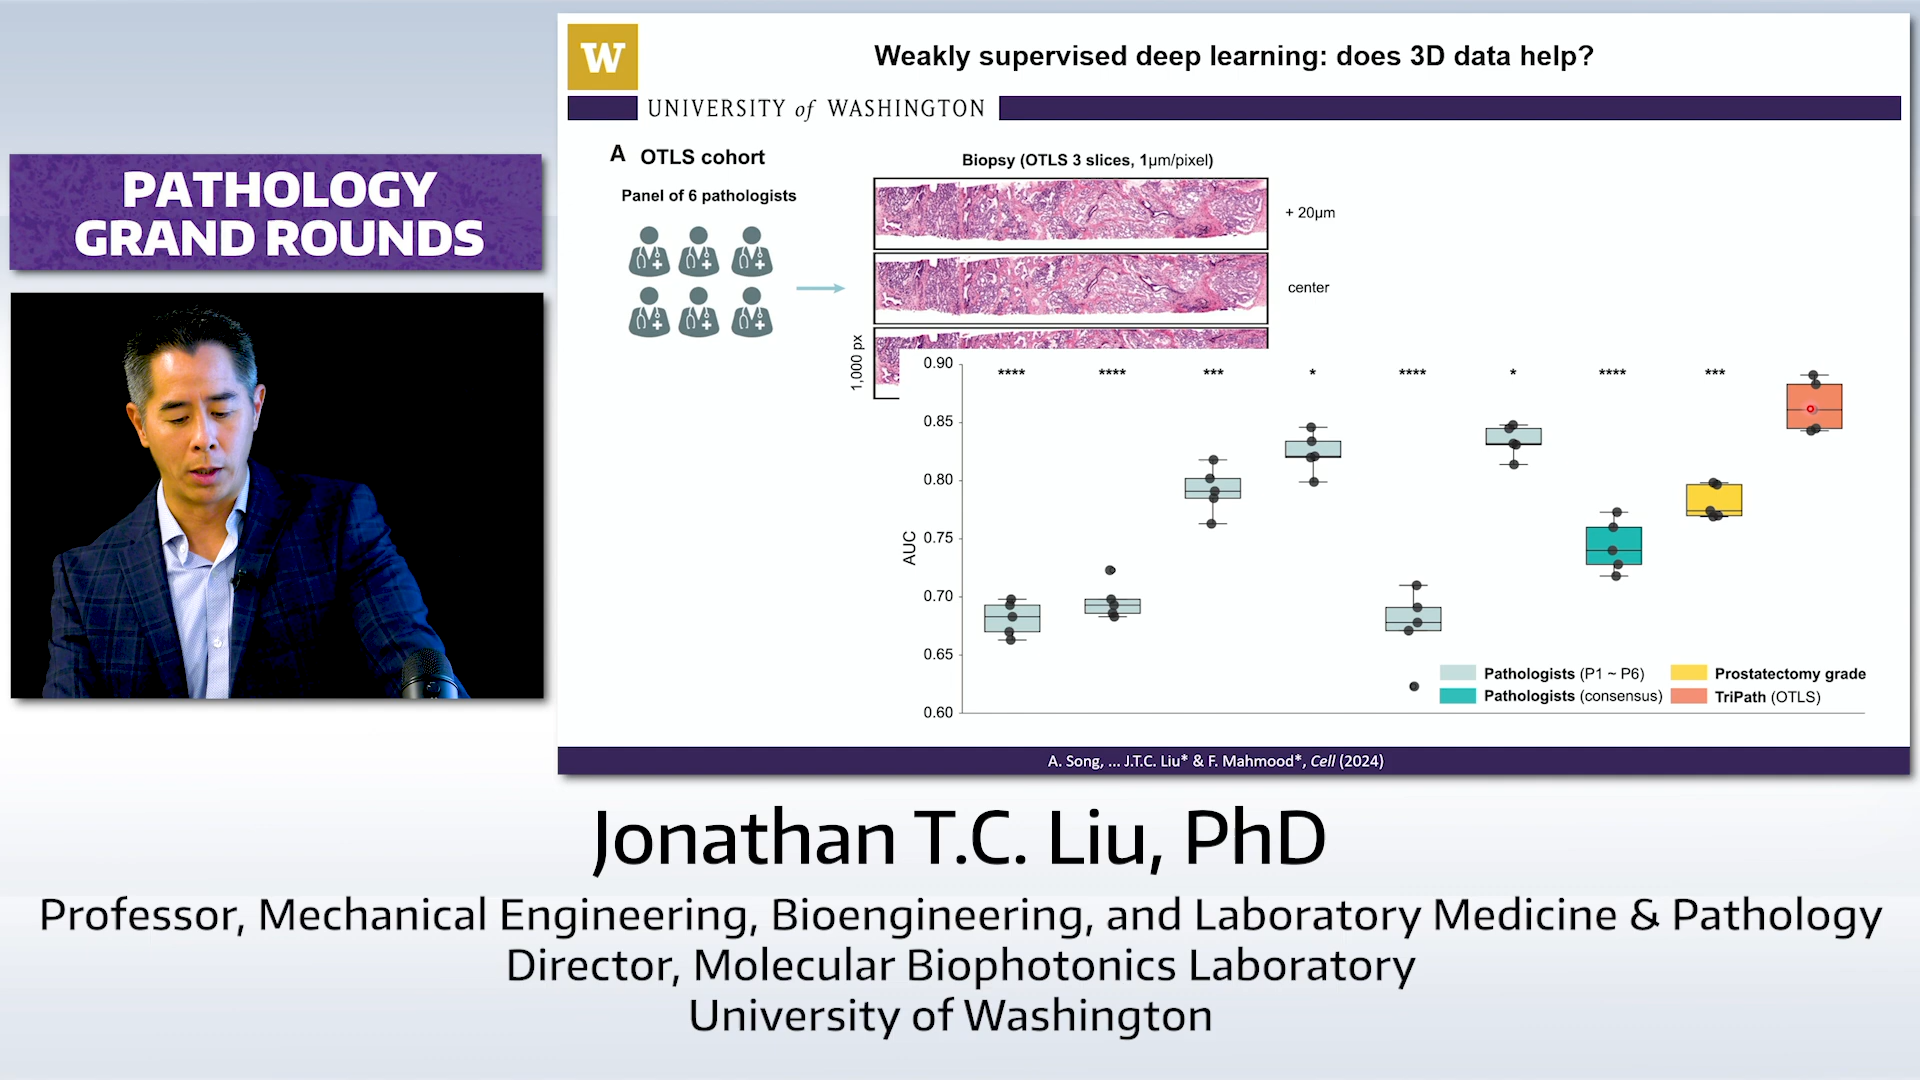 PATHOLOGY
GRAND ROUNDS
W
Weakly supervised deep learning: does 3D data help?
UNIVERSITY of WASHINGTON
A OTLS cohort
Panel of 6 pathologists
Biopsy (OTLS 3 slices, 1μm/pixel)
+ 20μm
center
1,000 px
AUC
0.90
0.85
0.80
0.75
0.70
0.65
0.60
**** **** *** * **** * **** ***
Pathologists (P1 ~ P6)
Pathologists (consensus)
Prostatectomy grade
TriPath (OTLS)
A. Song, ... J.T.C. Liu* & F. Mahmood*, Cell (2024)
Jonathan T.C. Liu, PhD
Professor, Mechanical Engineering, Bioengineering, and Laboratory Medicine & Pathology
Director, Molecular Biophotonics Laboratory
University of Washington